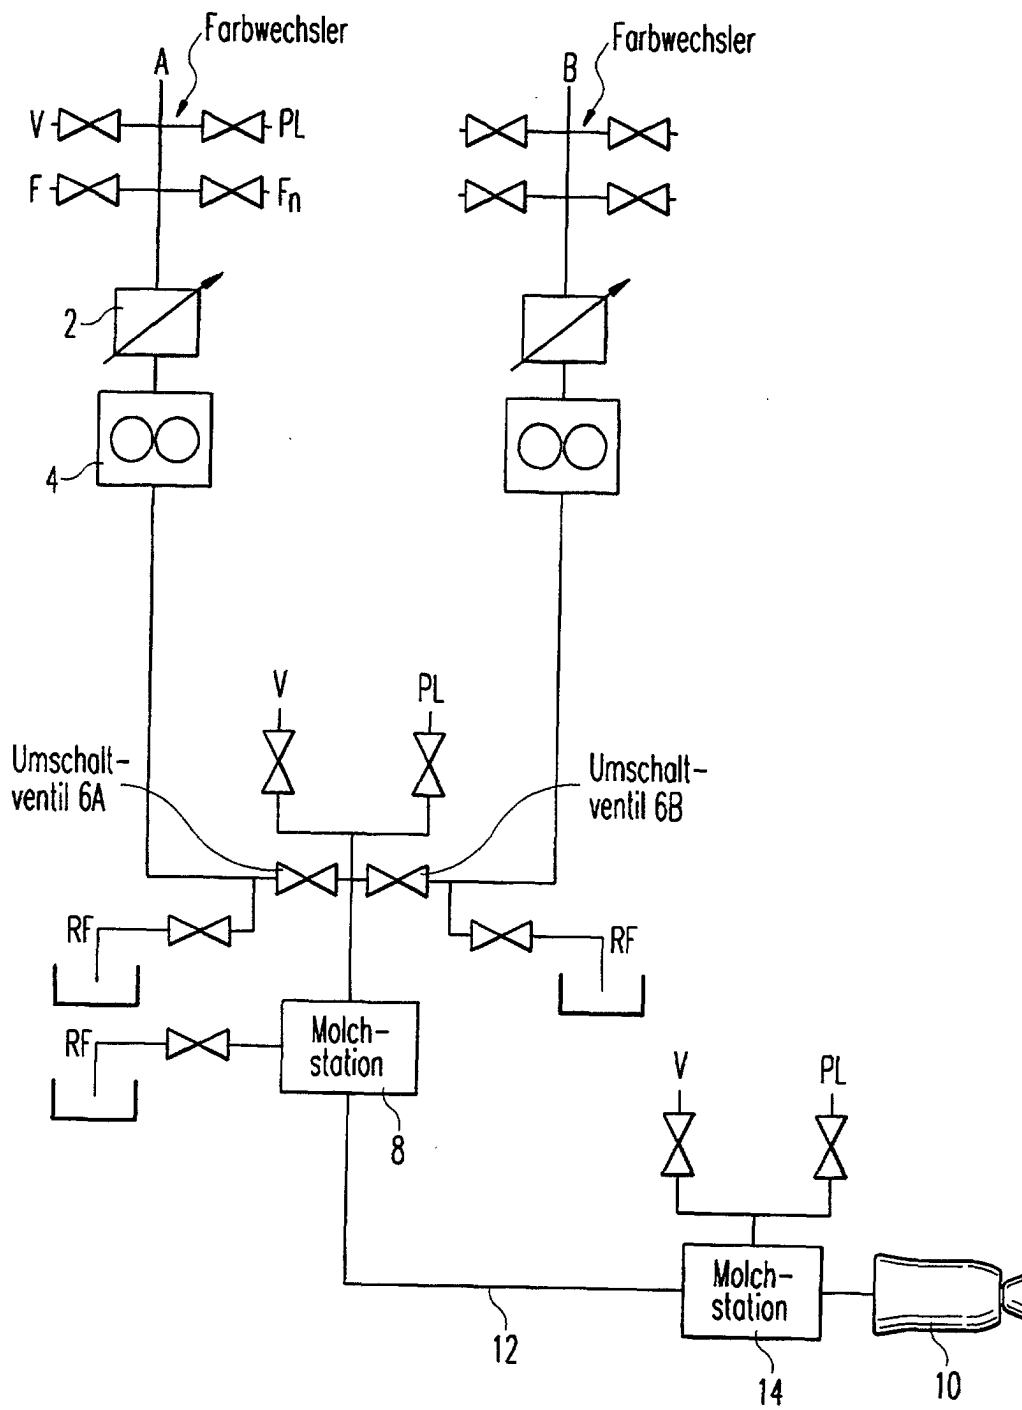 Farbwechsler
Farbwechsler
A
B
V
PL
F
Fn
2
4
V
PL
Umschalt-
ventil 6A
Umschalt-
ventil 6B
RF
RF
Molch-
station
RF
8
V
PL
Molch-
station
12
14
10